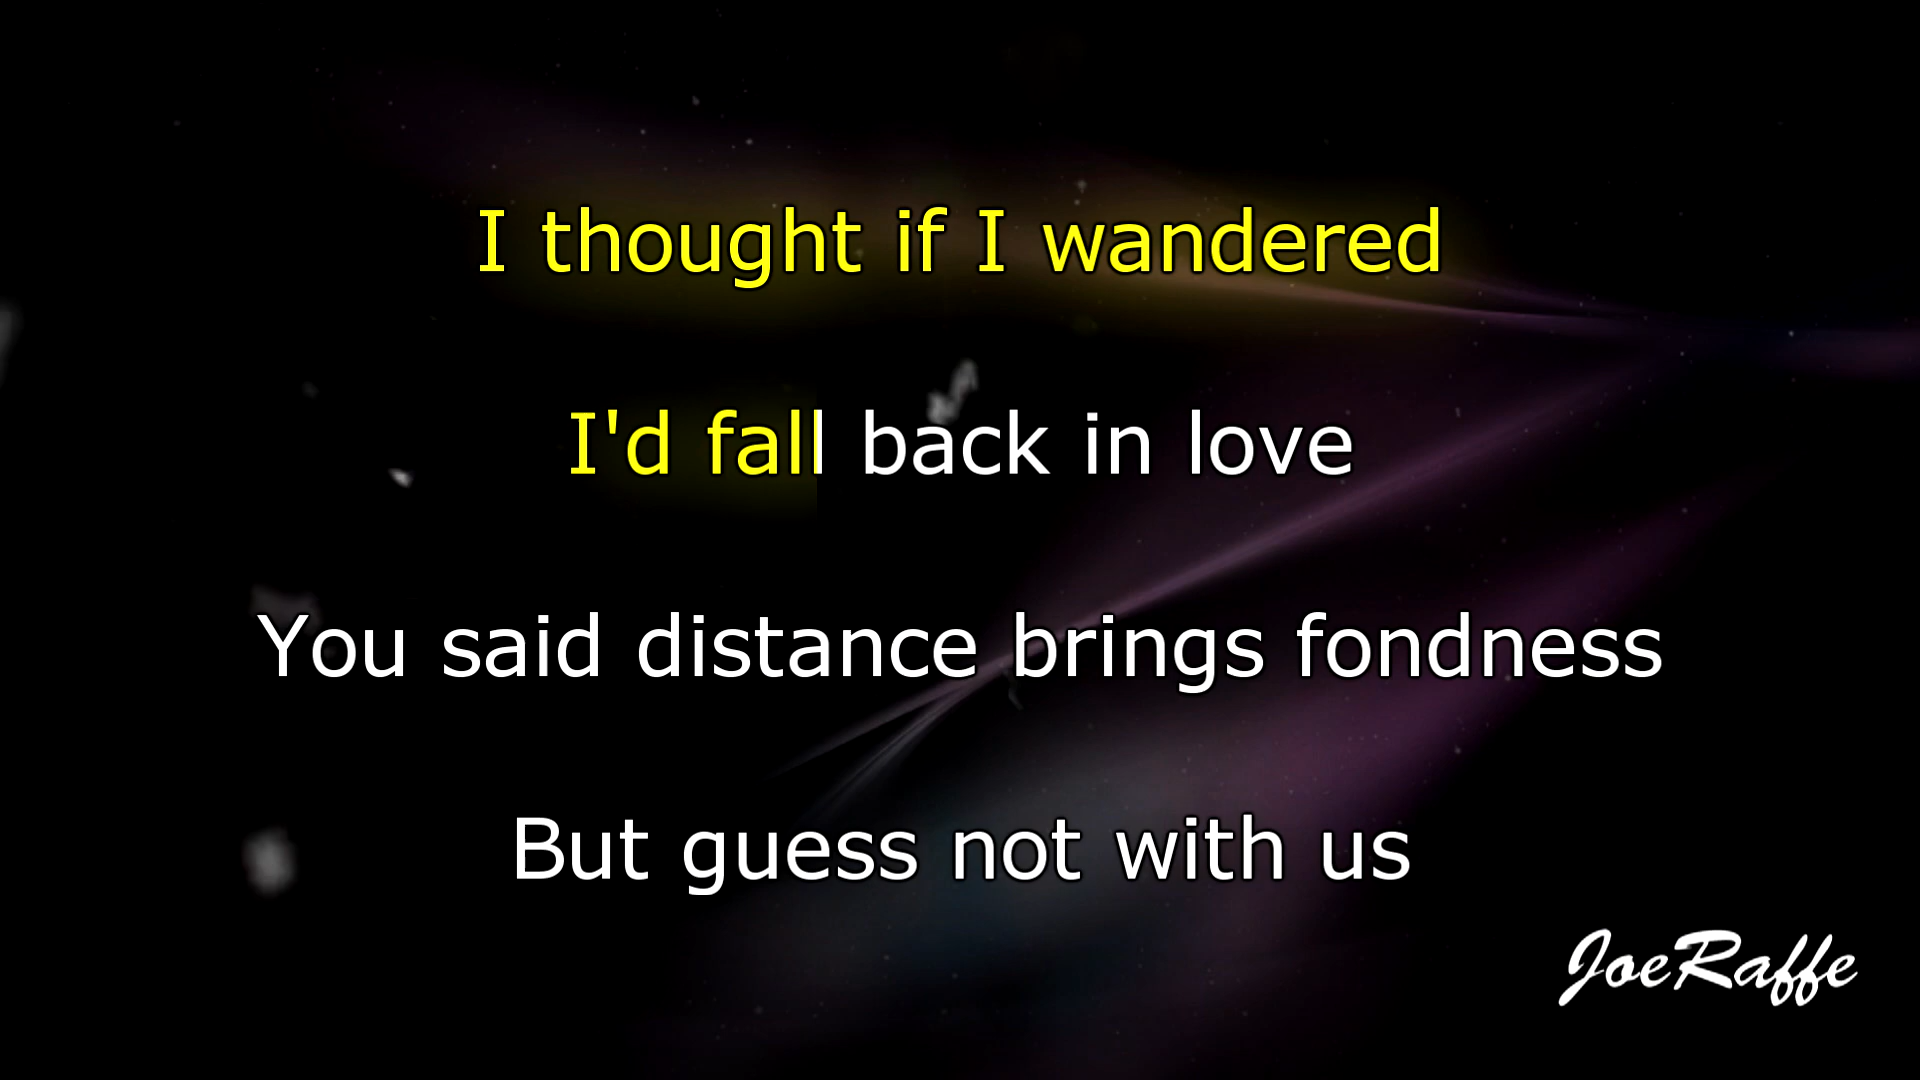 I thought if I wandered
I'd fall back in love
You said distance brings fondness
But guess not with us
JoeRaffe